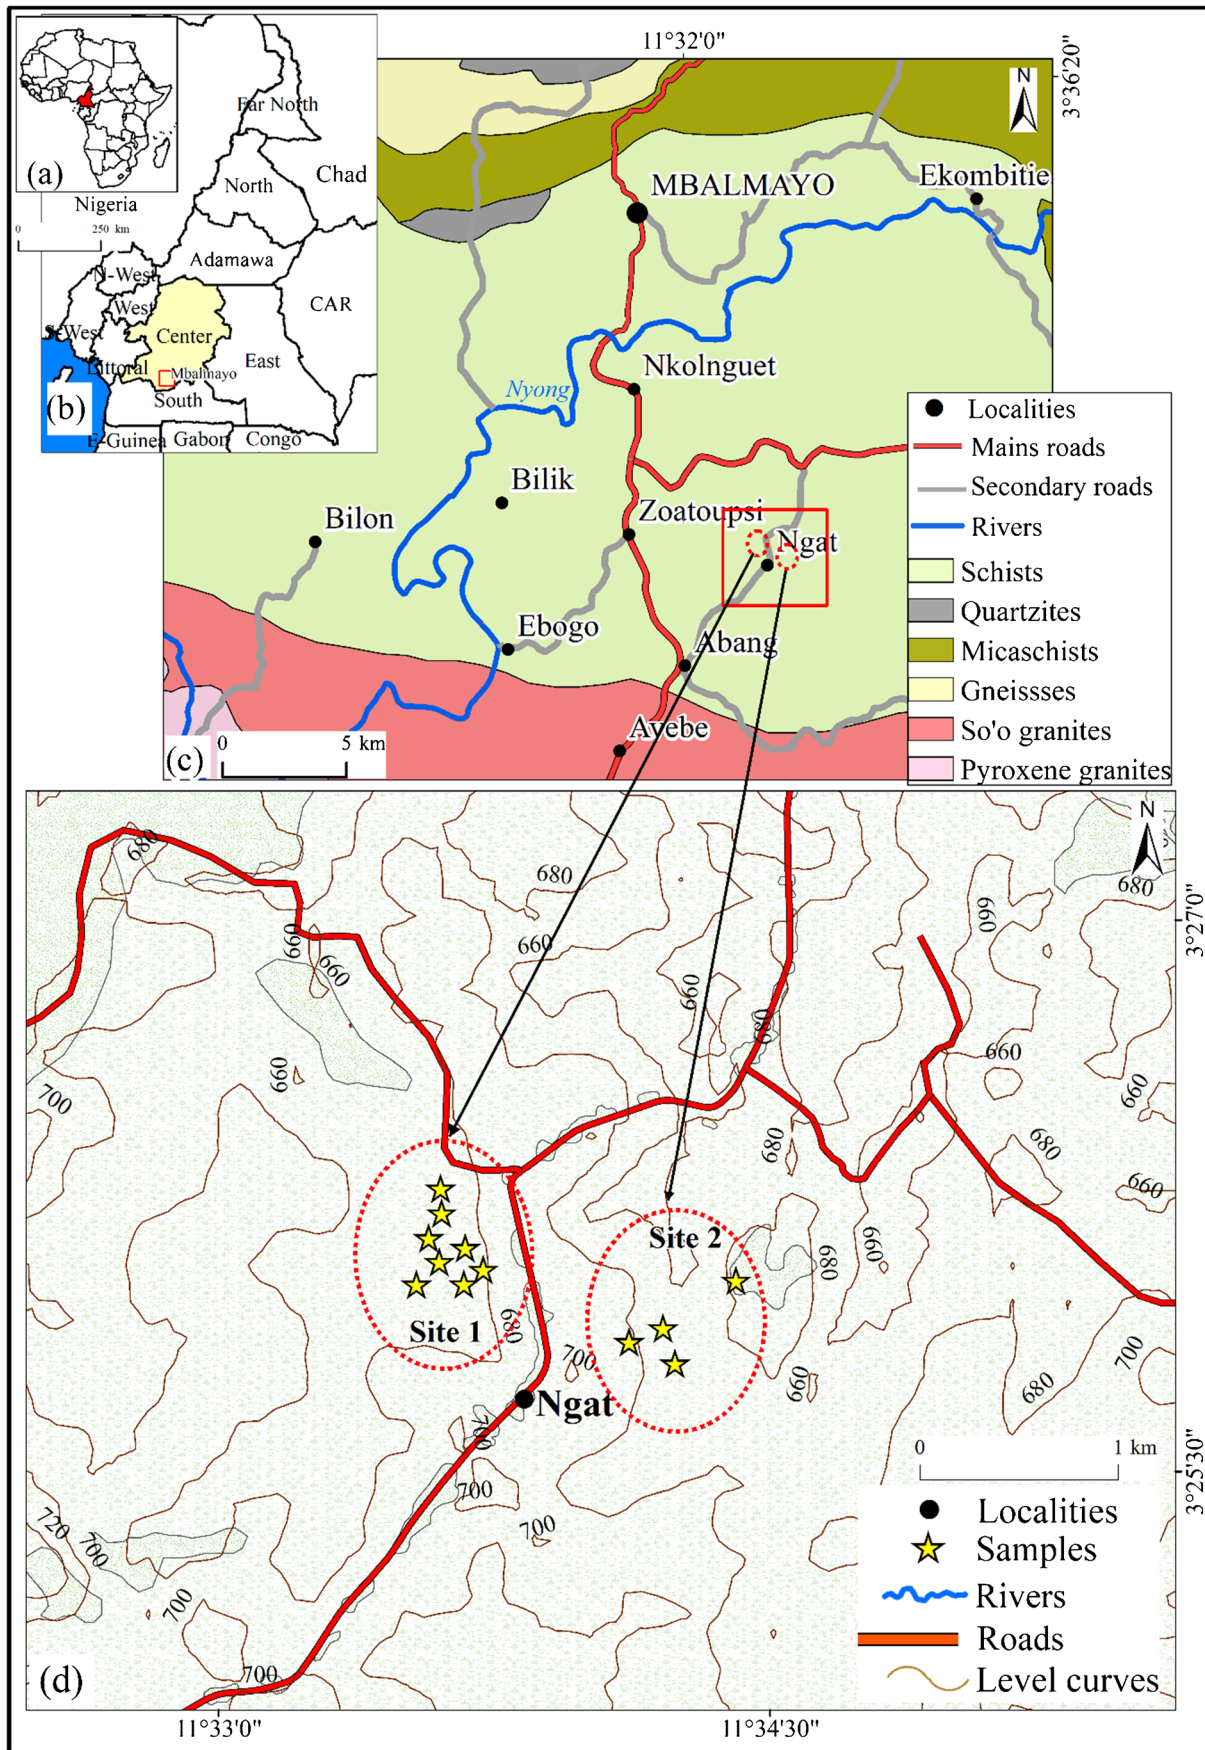 (a)
Nigeria
0 250 km
Far North
North
Chad
Adamawa
N-West
West
S-West
Center
CAR
Littoral
East
Mbalmayo
South
E-Guinea
Gabon
Congo
(b)
11°32'0"
3°36'20"
N
MBALMAYO
Ekombitie
Nkolnguet
Nyong
Bilik
Bilon
Zoatoupsi
Ngat
Ebogo
Abang
Ayebe
(c)
0 5 km
Localities
Mains roads
Secondary roads
Rivers
Schists
Quartzites
Micaschists
Gneissses
So'o granites
Pyroxene granites
N
680
680
680
660
3°27'0"
660
660
660
660
680
700
660
660
660
680
680
660
Site 2
680
660
Site 1
680
700
660
680
700
Ngat
700
700
700
720
700
700
700
0 1 km
3°25'30"
Localities
Samples
Rivers
Roads
Level curves
(d)
11°33'0"
11°34'30"